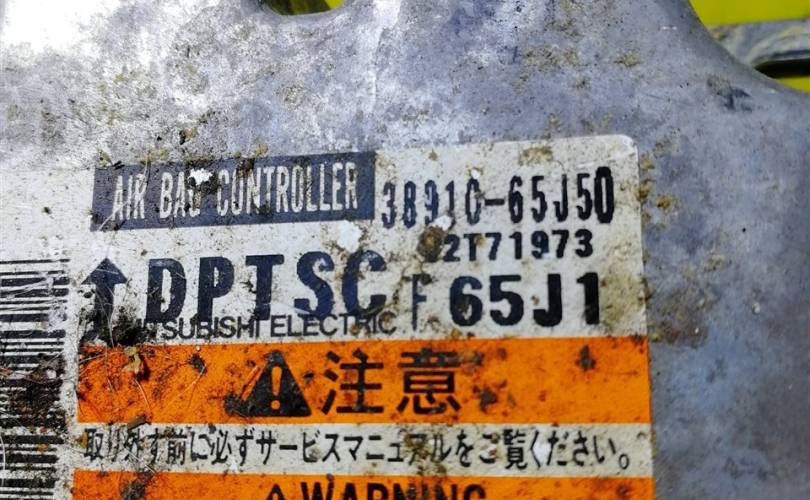 AIR BAG CONTROLLER 38910-65J50
2T71973
DPTSC F 65J1
SUBISHI ELECTRIC
注意
取り外す前に必ずサービスマニュアルをご覧ください。
WARNING